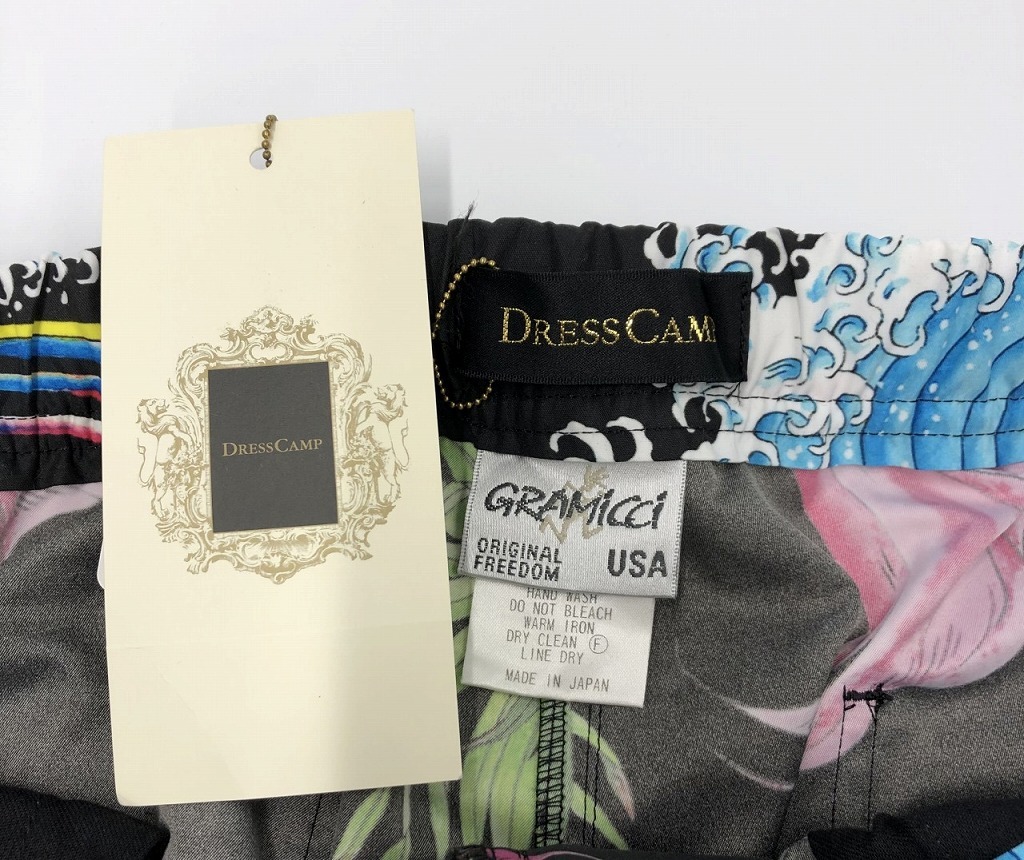 DRESSCAMP
DRESSCAM
GRAMiCCi
ORIGINAL
FREEDOM
USA
HAND WASH
DO NOT BLEACH
WARM IRON
DRY CLEAN Ⓕ
LINE DRY
MADE IN JAPAN